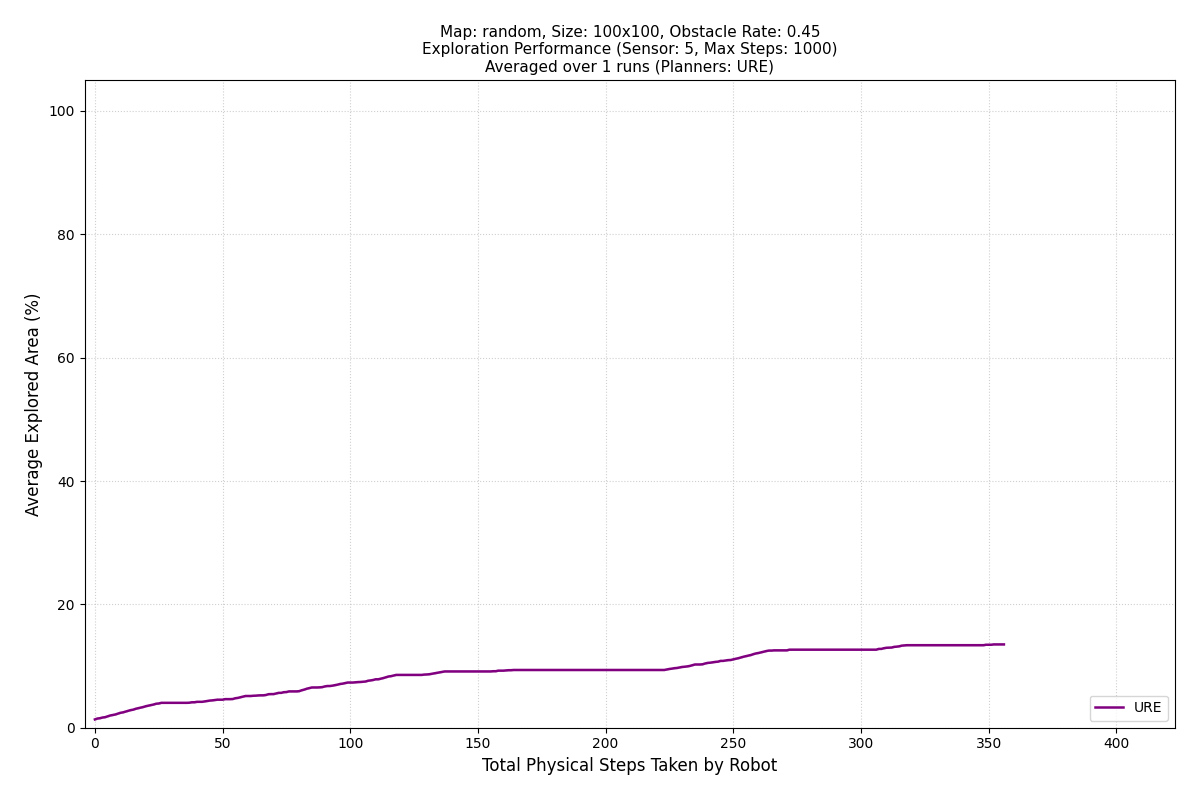 Map: random, Size: 100x100, Obstacle Rate: 0.45
Exploration Performance (Sensor: 5, Max Steps: 1000)
Averaged over 1 runs (Planners: URE)
Average Explored Area (%)
100
80
60
40
20
0
0 50 100 150 200 250 300 350 400
Total Physical Steps Taken by Robot
URE